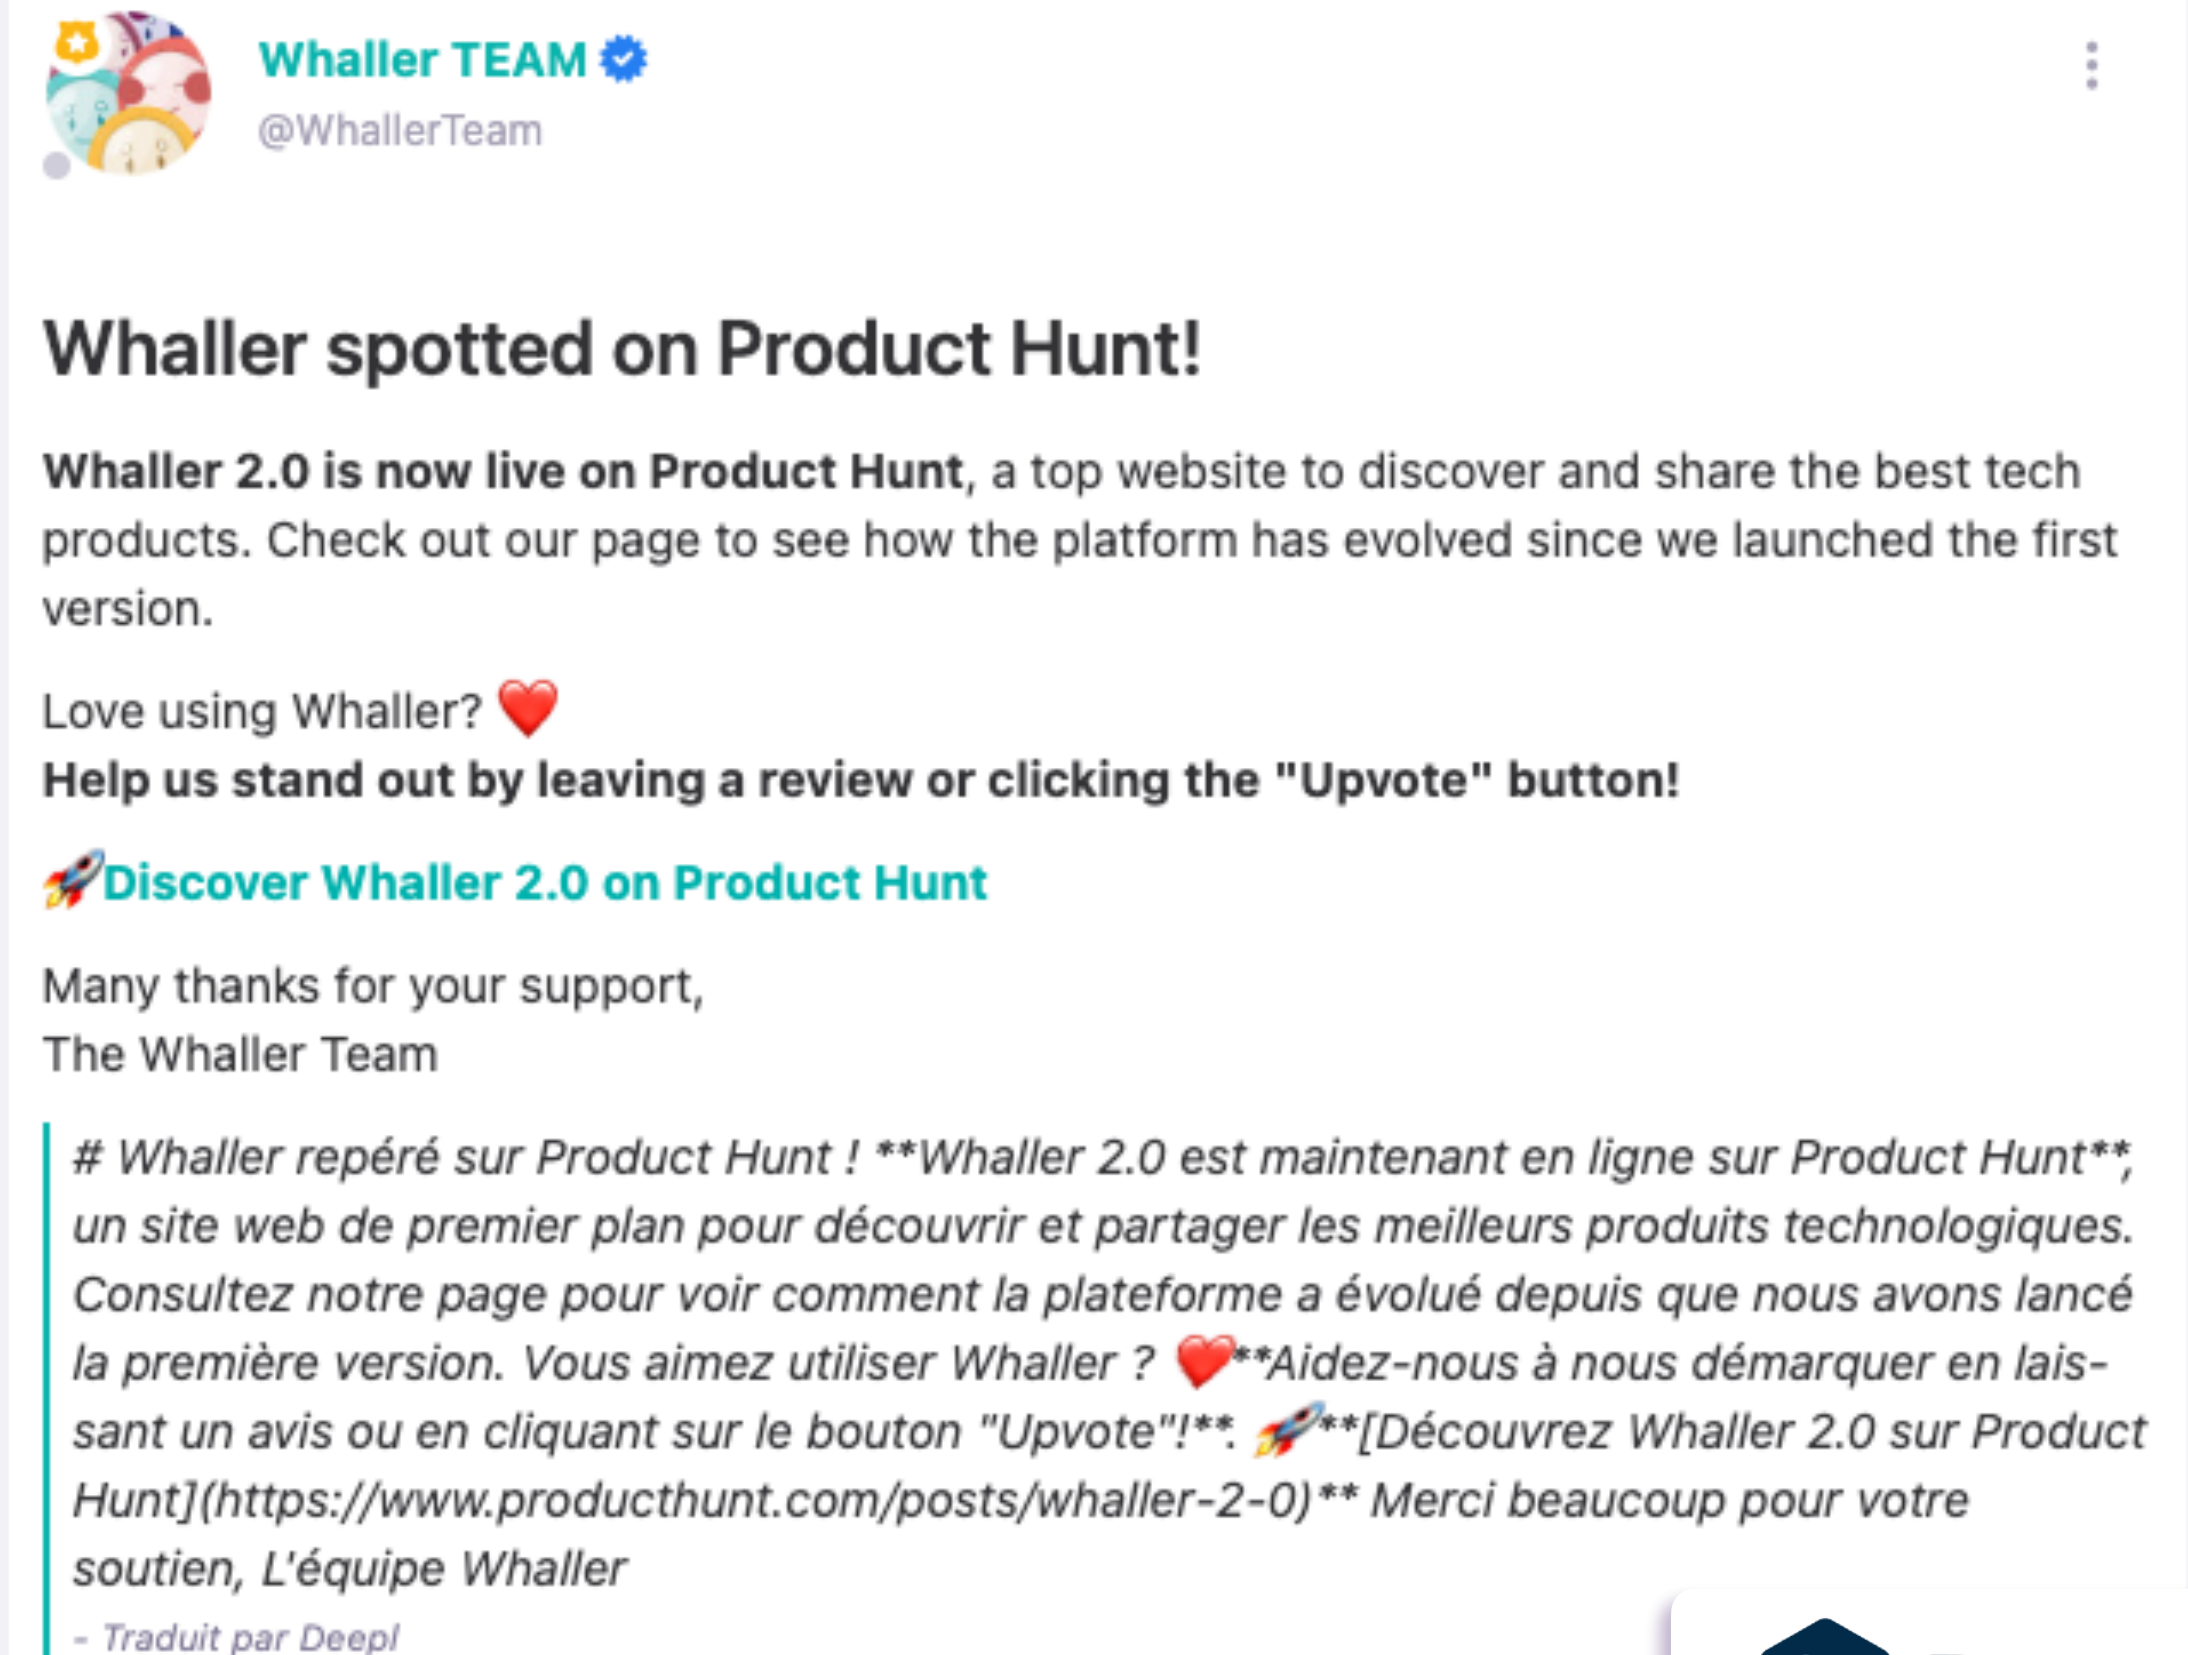 Whaller TEAM
@WhallerTeam
Whaller spotted on Product Hunt!
Whaller 2.0 is now live on Product Hunt, a top website to discover and share the best tech
products. Check out our page to see how the platform has evolved since we launched the first
version.
Love using Whaller? ❤️
Help us stand out by leaving a review or clicking the "Upvote" button!
🚀Discover Whaller 2.0 on Product Hunt
Many thanks for your support,
The Whaller Team
# Whaller repéré sur Product Hunt ! **Whaller 2.0 est maintenant en ligne sur Product Hunt**,
un site web de premier plan pour découvrir et partager les meilleurs produits technologiques.
Consultez notre page pour voir comment la plateforme a évolué depuis que nous avons lancé
la première version. Vous aimez utiliser Whaller ? ❤️**Aidez-nous à nous démarquer en lais-
sant un avis ou en cliquant sur le bouton "Upvote"!**. 🚀**[Découvrez Whaller 2.0 sur Product
Hunt](https://www.producthunt.com/posts/whaller-2-0)** Merci beaucoup pour votre
soutien, L'équipe Whaller
- Traduit par Deepl